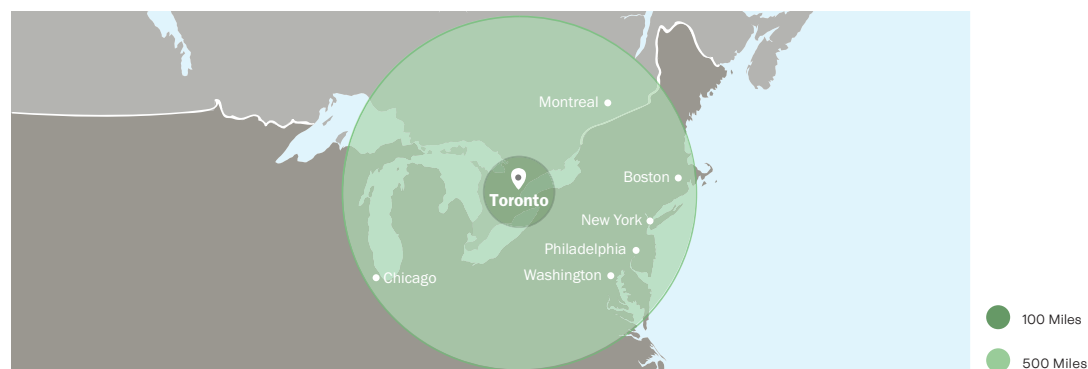 Montreal
Boston
Toronto
New York
Philadelphia
Washington
Chicago
100 Miles
500 Miles